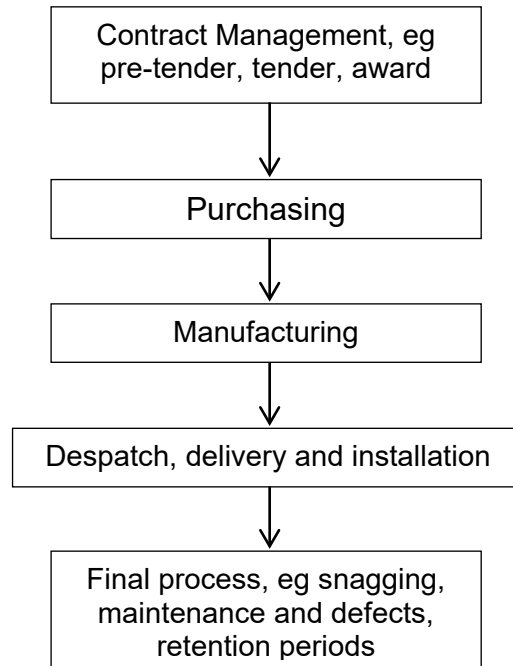 Contract Management, eg
pre-tender, tender, award
Purchasing
Manufacturing
Despatch, delivery and installation
Final process, eg snagging,
maintenance and defects,
retention periods